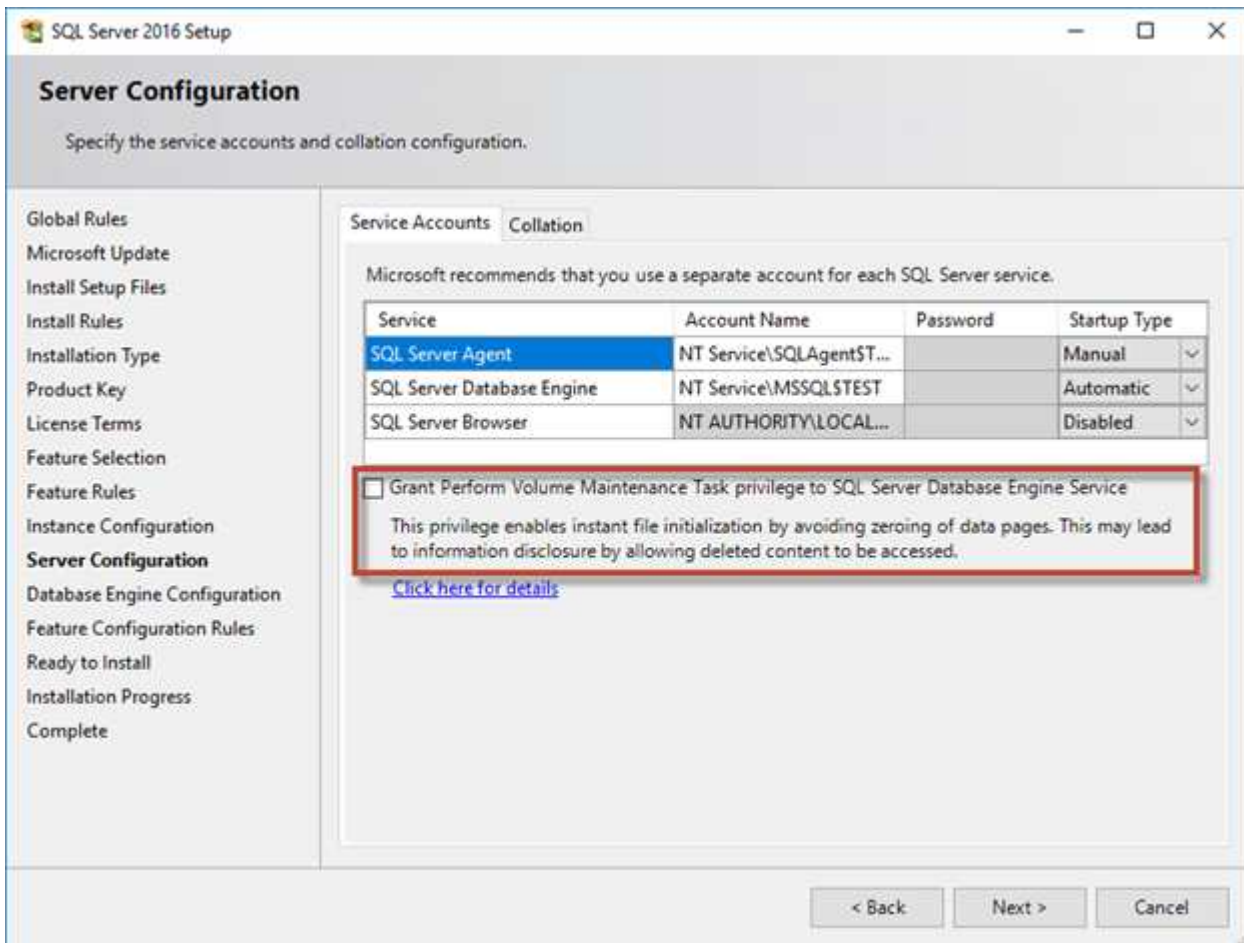 SQL Server 2016 Setup
Server Configuration
Specify the service accounts and collation configuration.
Global Rules
Microsoft Update
Install Setup Files
Install Rules
Installation Type
Product Key
License Terms
Feature Selection
Feature Rules
Instance Configuration
Server Configuration
Database Engine Configuration
Feature Configuration Rules
Ready to Install
Installation Progress
Complete
Service Accounts Collation
Microsoft recommends that you use a separate account for each SQL Server service.
Service Account Name Password Startup Type
SQL Server Agent NT Service\SQLAgent$T... Manual
SQL Server Database Engine NT Service\MSSQL$TEST Automatic
SQL Server Browser NT AUTHORITY\LOCAL... Disabled
Grant Perform Volume Maintenance Task privilege to SQL Server Database Engine Service
This privilege enables instant file initialization by avoiding zeroing of data pages. This may lead
to information disclosure by allowing deleted content to be accessed.
Click here for details
< Back Next > Cancel